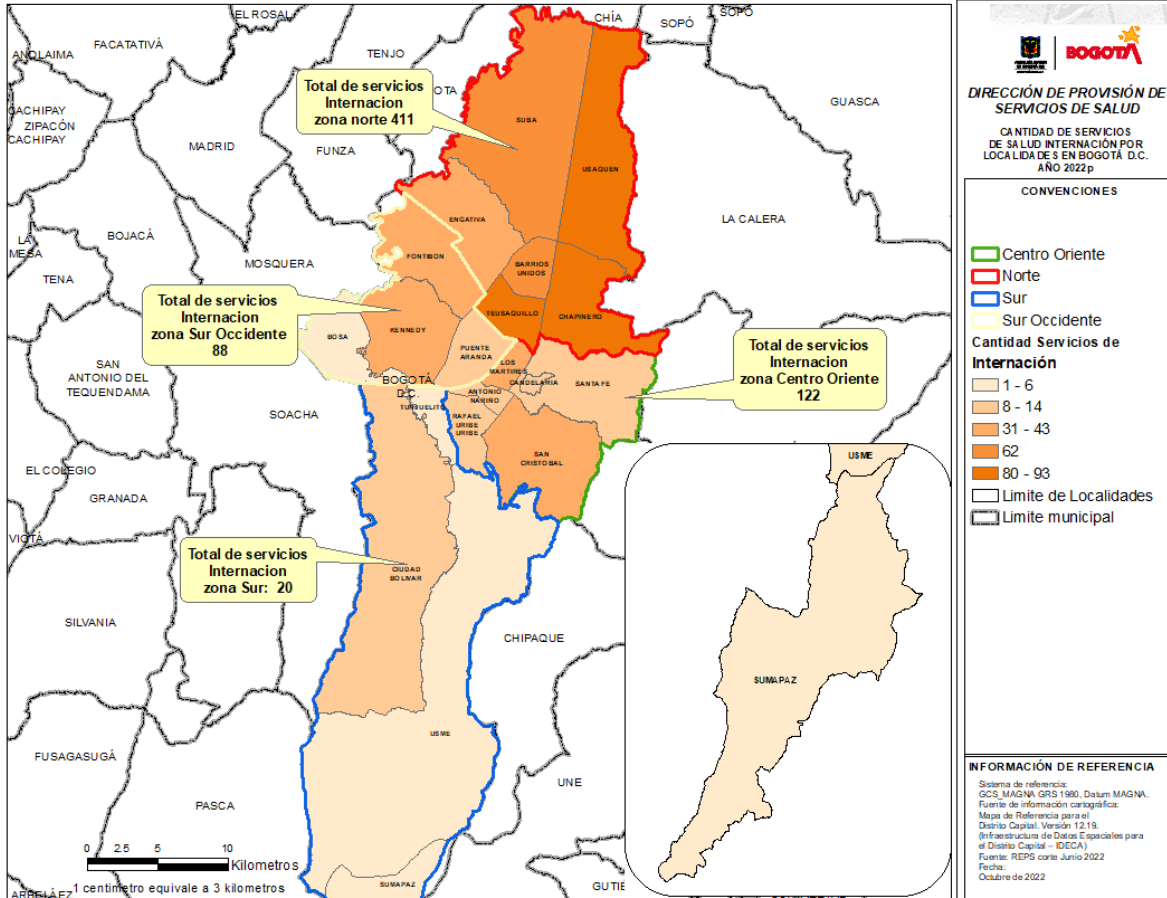 EL ROSAL
CHÍA
SOPÓ
SOPÓ
ANOLAIMA
FACATATIVÁ
TENJO
OTA
GUASCA
CACHIPAY
ZIPACÓN
CACHIPAY
MADRID
FUNZA
LA CALERA
LA
MESA
BOJACÁ
MOSQUERA
TENA
SAN
ANTONIO DEL
TEQUENDAMA
SOACHA
EL COLEGIO
GRANADA
VIOTÁ
SILVANIA
CHIPAQUE
FUSAGASUGÁ
PASCA
UNE
GUTIE
Total de servicios
Internacion
zona norte 411
SUBA
USAQUEN
ENGATIVA
FONTIBON
BARRIOS
UNIDOS
TEUSAQUILLO
CHAPINERO
Total de servicios
Internacion
zona Sur Occidente
88
BOSA
KENNEDY
PUENTE
ARANDA
LOS
MARTIRES
CANDELARIA
SANTA FE
Total de servicios
Internacion
zona Centro Oriente
122
BOGOTÁ
D.C.
TUNJUELITO
ANTONIO
NARIÑO
RAFAEL
URIBE
URIBE
SAN
CRISTOBAL
Total de servicios
Internacion
zona Sur: 20
CIUDAD
BOLIVAR
USME
SUMAPAZ
USME
SUMAPAZ
0 2.5 5 10
Kilometros
1 centimetro equivale a 3 kilometros
BOGOTÁ
DIRECCIÓN DE PROVISIÓN DE
SERVICIOS DE SALUD
CANTIDAD DE SERVICIOS
DE SALUD INTERNACIÓN POR
LOCALIDADES EN BOGOTÁ D.C.
AÑO 2022p
CONVENCIONES
Centro Oriente
Norte
Sur
Sur Occidente
Cantidad Servicios de
Internación
1 - 6
8 - 14
31 - 43
62
80 - 93
Limite de Localidades
Limite municipal
INFORMACIÓN DE REFERENCIA
Sistema de referencia:
GCS_MAGNA GRS 1980, Datum MAGNA.
Fuente de información cartográfica:
Mapa de Referencia para el
Distrito Capital. Versión 12.19.
(Infraestructura de Datos Espaciales para
el Distrito Capital – IDECA)
Fuente: REPS corte Junio 2022
Fecha:
Octubre de 2022